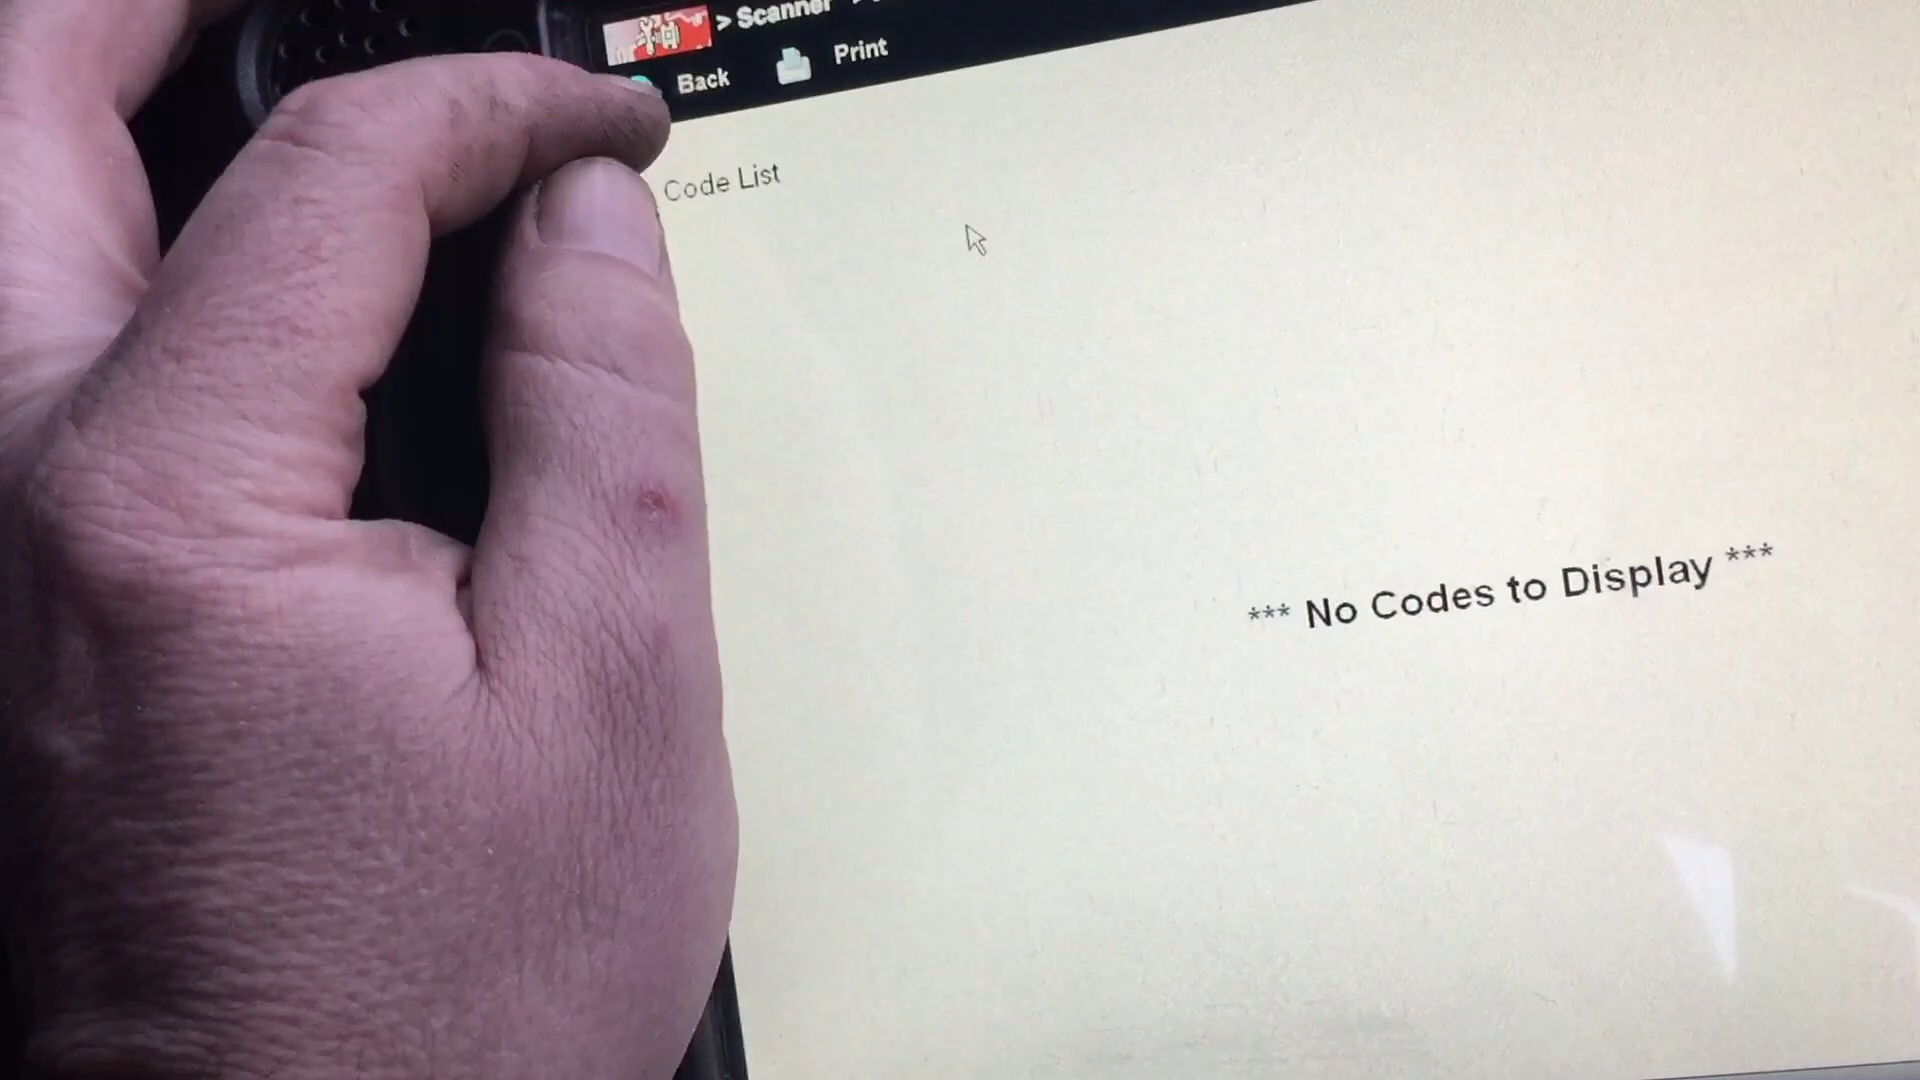 > Scanner >
Back Print
Code List
*** No Codes to Display ***